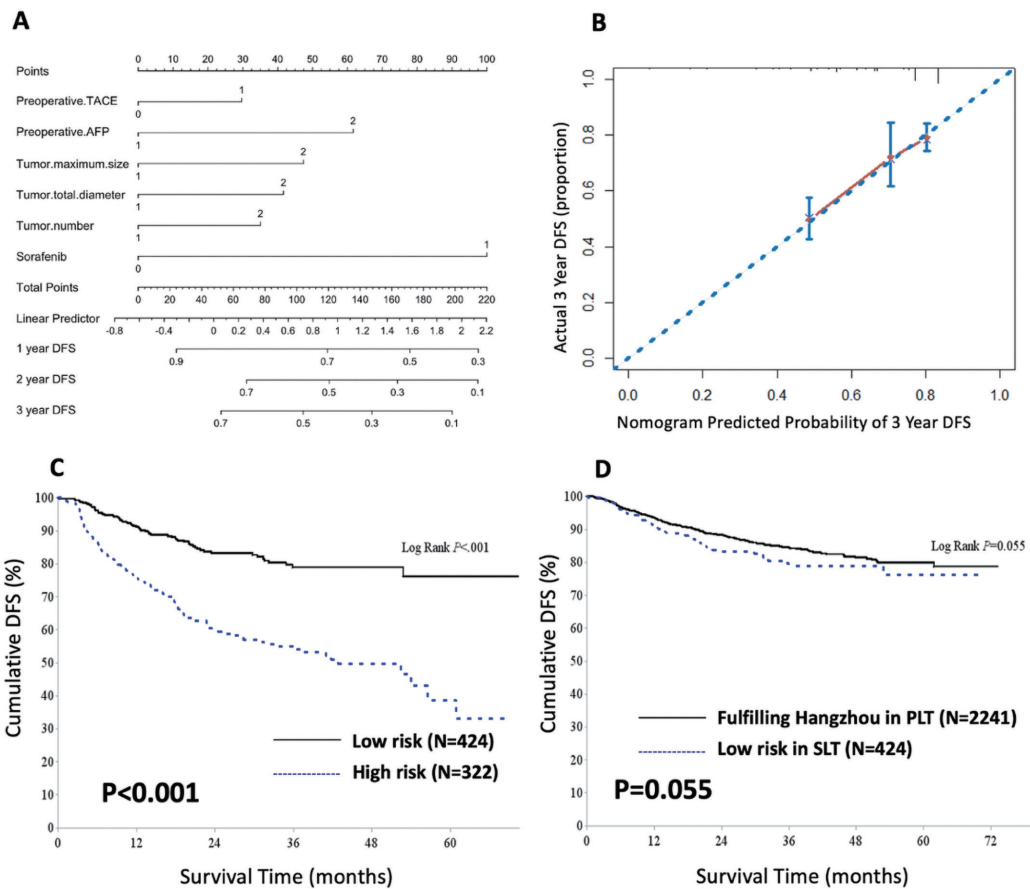 A
0 10 20 30 40 50 60 70 80 90 100
Points
1
Preoperative.TACE
0
2
Preoperative.AFP
1
2
Tumor.maximum.size
1
2
Tumor.total.diameter
1
2
Tumor.number
1
1
Sorafenib
0
Total Points
0 20 40 60 80 100 120 140 160 180 200 220
Linear Predictor
-0.8 -0.4 0 0.2 0.4 0.6 0.8 1 1.2 1.4 1.6 1.8 2 2.2
1 year DFS
0.9 0.7 0.5 0.3
2 year DFS
0.7 0.5 0.3 0.1
3 year DFS
0.7 0.5 0.3 0.1
B
Actual 3 Year DFS (proportion)
1.0
0.8
0.6
0.4
0.2
0.0
0.0 0.2 0.4 0.6 0.8 1.0
Nomogram Predicted Probability of 3 Year DFS
C
Cumulative DFS (%)
100
90
80
70
60
50
40
30
20
10
0
Log Rank P<.001
Low risk (N=424)
High risk (N=322)
P<0.001
0 12 24 36 48 60
Survival Time (months)
D
Cumulative DFS (%)
100
90
80
70
60
50
40
30
20
10
0
Log Rank P=0.055
Fulfilling Hangzhou in PLT (N=2241)
Low risk in SLT (N=424)
P=0.055
0 12 24 36 48 60 72
Survival Time (months)